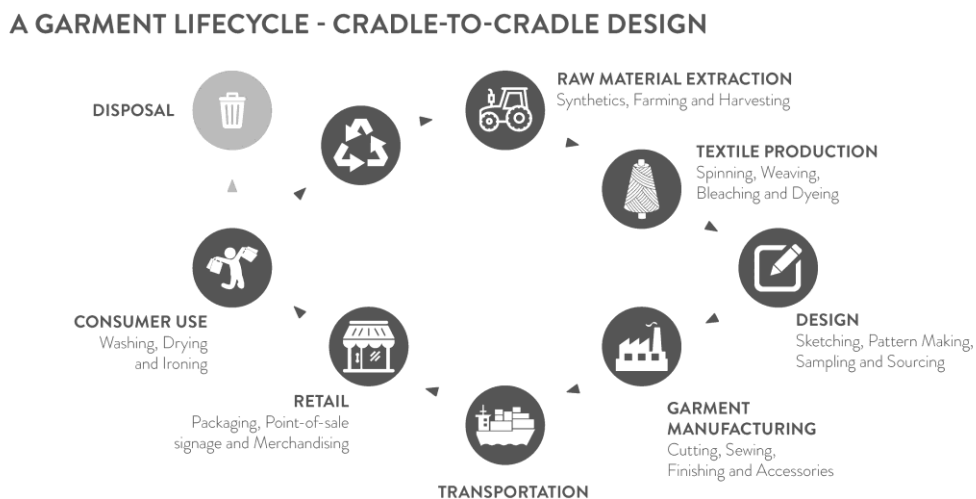 A GARMENT LIFECYCLE - CRADLE-TO-CRADLE DESIGN
DISPOSAL
RAW MATERIAL EXTRACTION
Synthetics, Farming and Harvesting
TEXTILE PRODUCTION
Spinning, Weaving,
Bleaching and Dyeing
DESIGN
Sketching, Pattern Making,
Sampling and Sourcing
GARMENT
MANUFACTURING
Cutting, Sewing,
Finishing and Accessories
TRANSPORTATION
RETAIL
Packaging, Point-of-sale
signage and Merchandising
CONSUMER USE
Washing, Drying
and Ironing